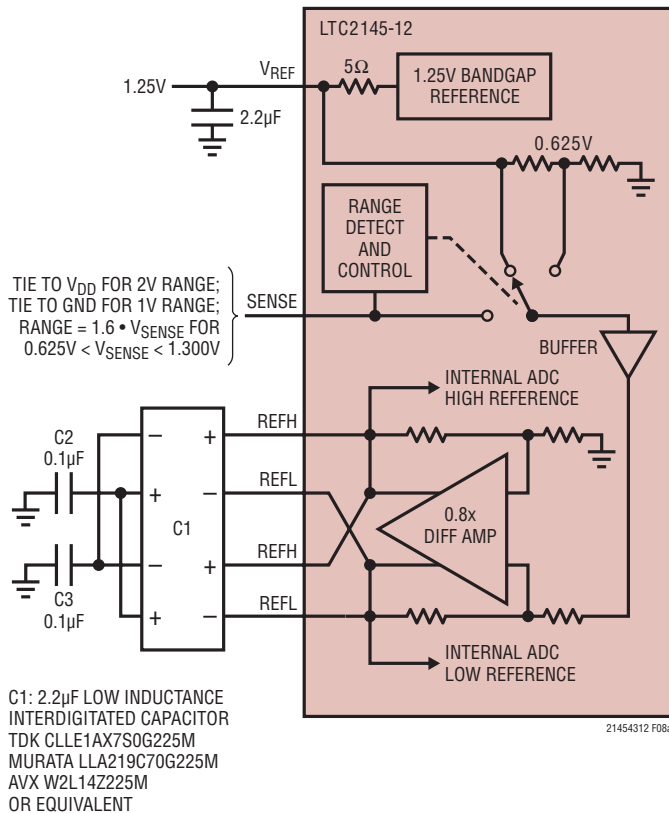 LTC2145-12
1.25V
VREF
5Ω
1.25V BANDGAP
REFERENCE
2.2µF
0.625V
RANGE
DETECT
AND
CONTROL
TIE TO VDD FOR 2V RANGE;
TIE TO GND FOR 1V RANGE;
RANGE = 1.6 • VSENSE FOR
0.625V < VSENSE < 1.300V
SENSE
BUFFER
INTERNAL ADC
HIGH REFERENCE
C2
0.1µF
C3
0.1µF
–
+
–
+
C1
+
–
+
–
REFH
REFL
REFH
REFL
0.8x
DIFF AMP
INTERNAL ADC
LOW REFERENCE
C1: 2.2µF LOW INDUCTANCE
INTERDIGITATED CAPACITOR
TDK CLLE1AX7S0G225M
MURATA LLA219C70G225M
AVX W2L14Z225M
OR EQUIVALENT
21454312 F08a